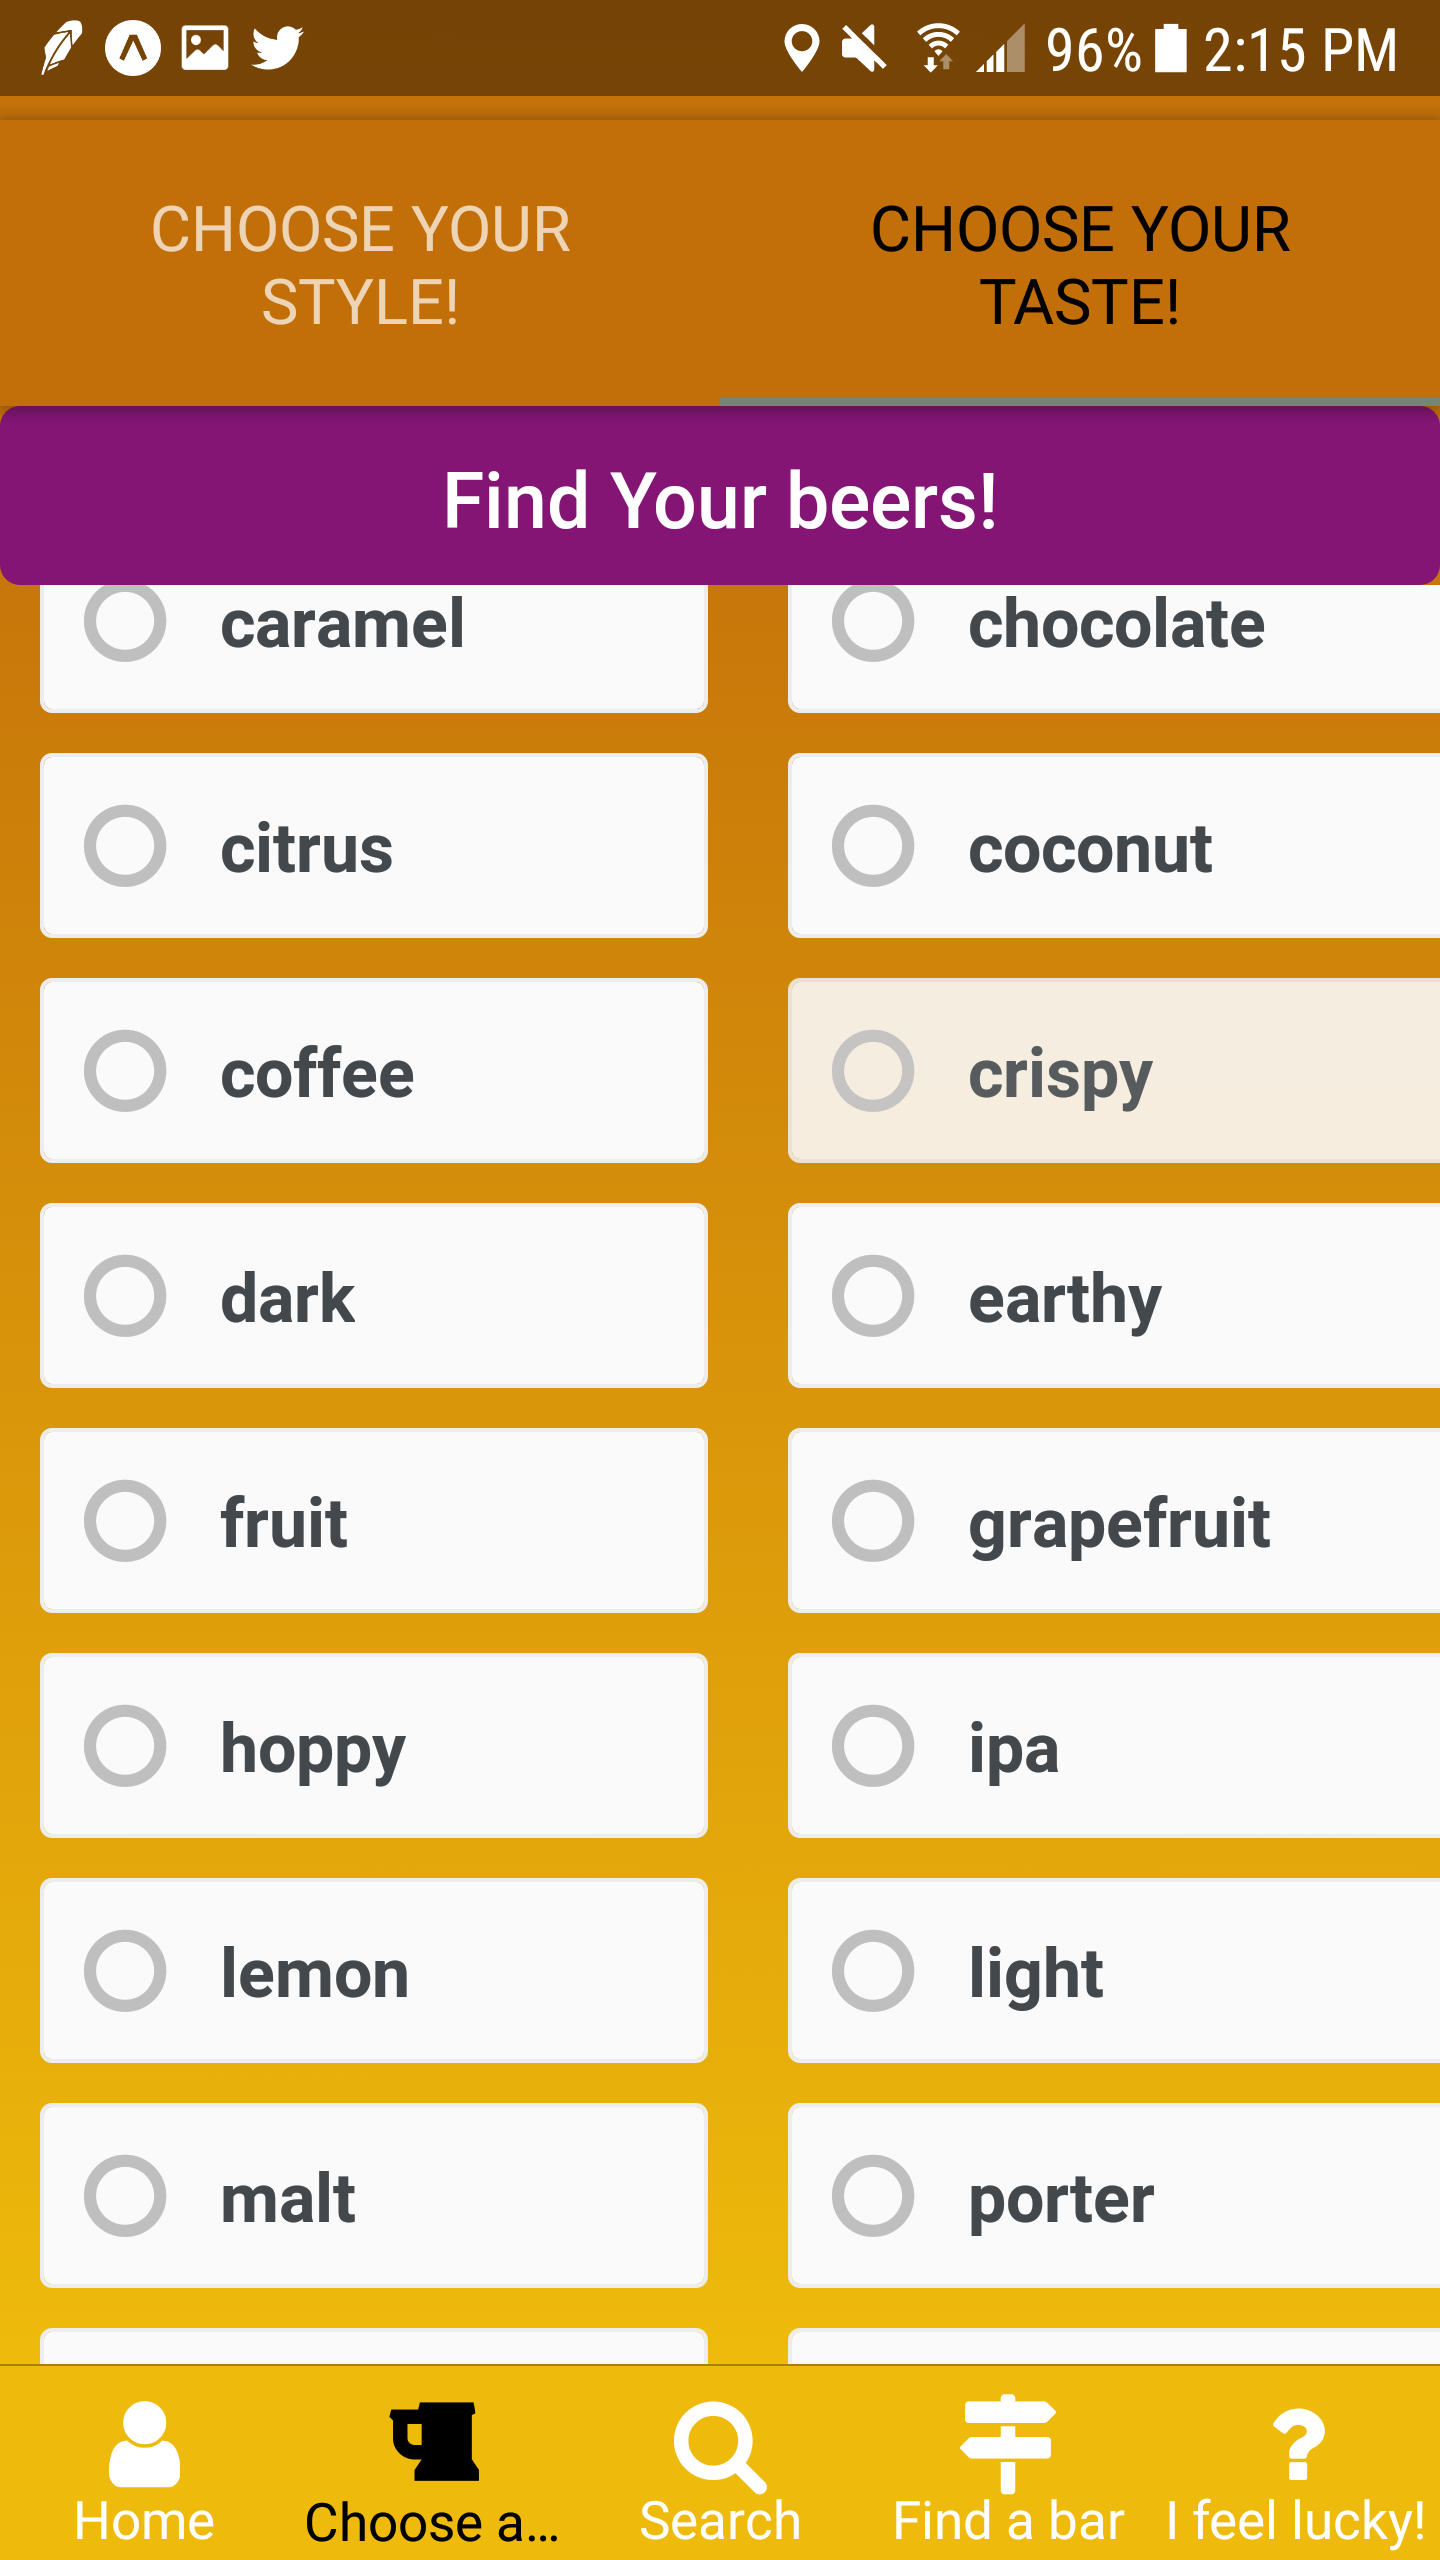 96% 2:15 PM
CHOOSE YOUR
STYLE!
CHOOSE YOUR
TASTE!
Find Your beers!
caramel
chocolate
citrus
coconut
coffee
crispy
dark
earthy
fruit
grapefruit
hoppy
ipa
lemon
light
malt
porter
Home
Choose a...
Search
Find a bar
I feel lucky!